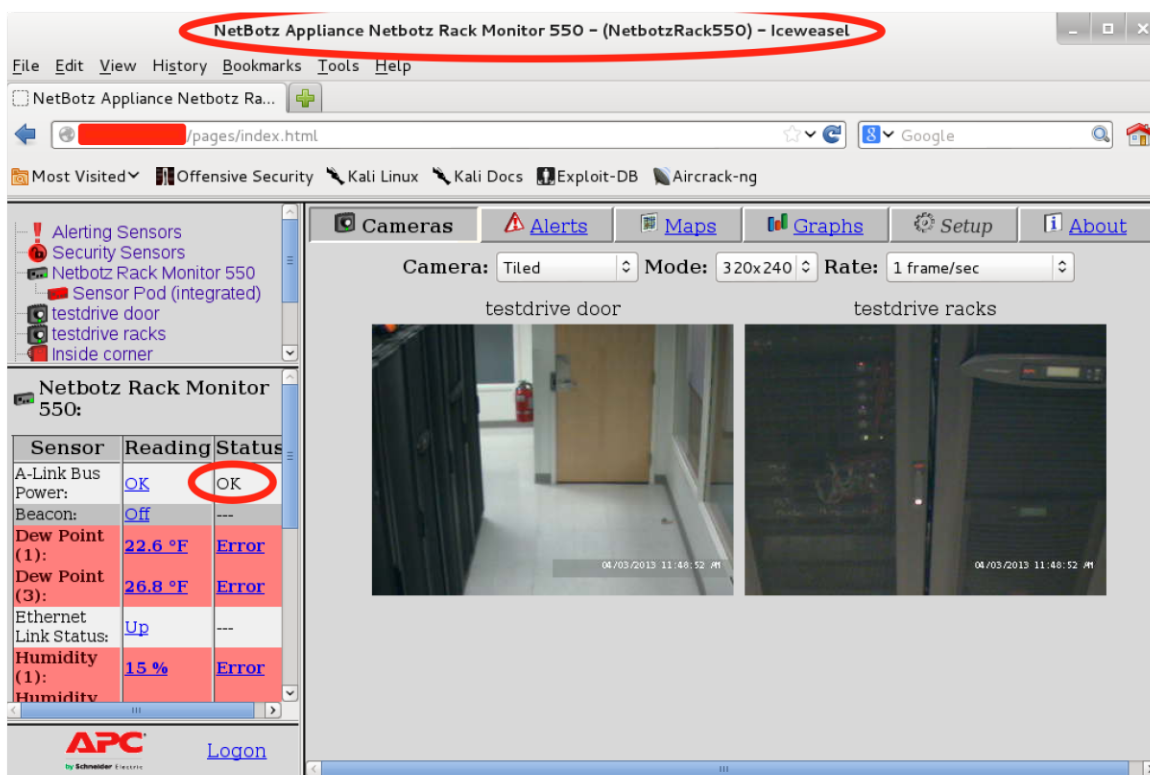 NetBotz Appliance Netbotz Rack Monitor 550 – (NetbotzRack550) – Iceweasel
File Edit View History Bookmarks Tools Help
NetBotz Appliance Netbotz Ra...
/pages/index.html
Google
Most Visited Offensive Security Kali Linux Kali Docs Exploit-DB Aircrack-ng
Alerting Sensors
Security Sensors
Netbotz Rack Monitor 550
Sensor Pod (integrated)
testdrive door
testdrive racks
Inside corner
Netbotz Rack Monitor
550:
Sensor Reading Status
A-Link Bus Power: OK OK
Beacon: Off ---
Dew Point (1): 22.6 °F Error
Dew Point (3): 26.8 °F Error
Ethernet Link Status: Up ---
Humidity (1): 15 % Error
Humidity
APC
by Schneider Electric
Logon
Cameras Alerts Maps Graphs Setup About
Camera: Tiled Mode: 320x240 Rate: 1 frame/sec
testdrive door testdrive racks
04/03/2013 11:48:52 AM
04/03/2013 11:48:52 AM